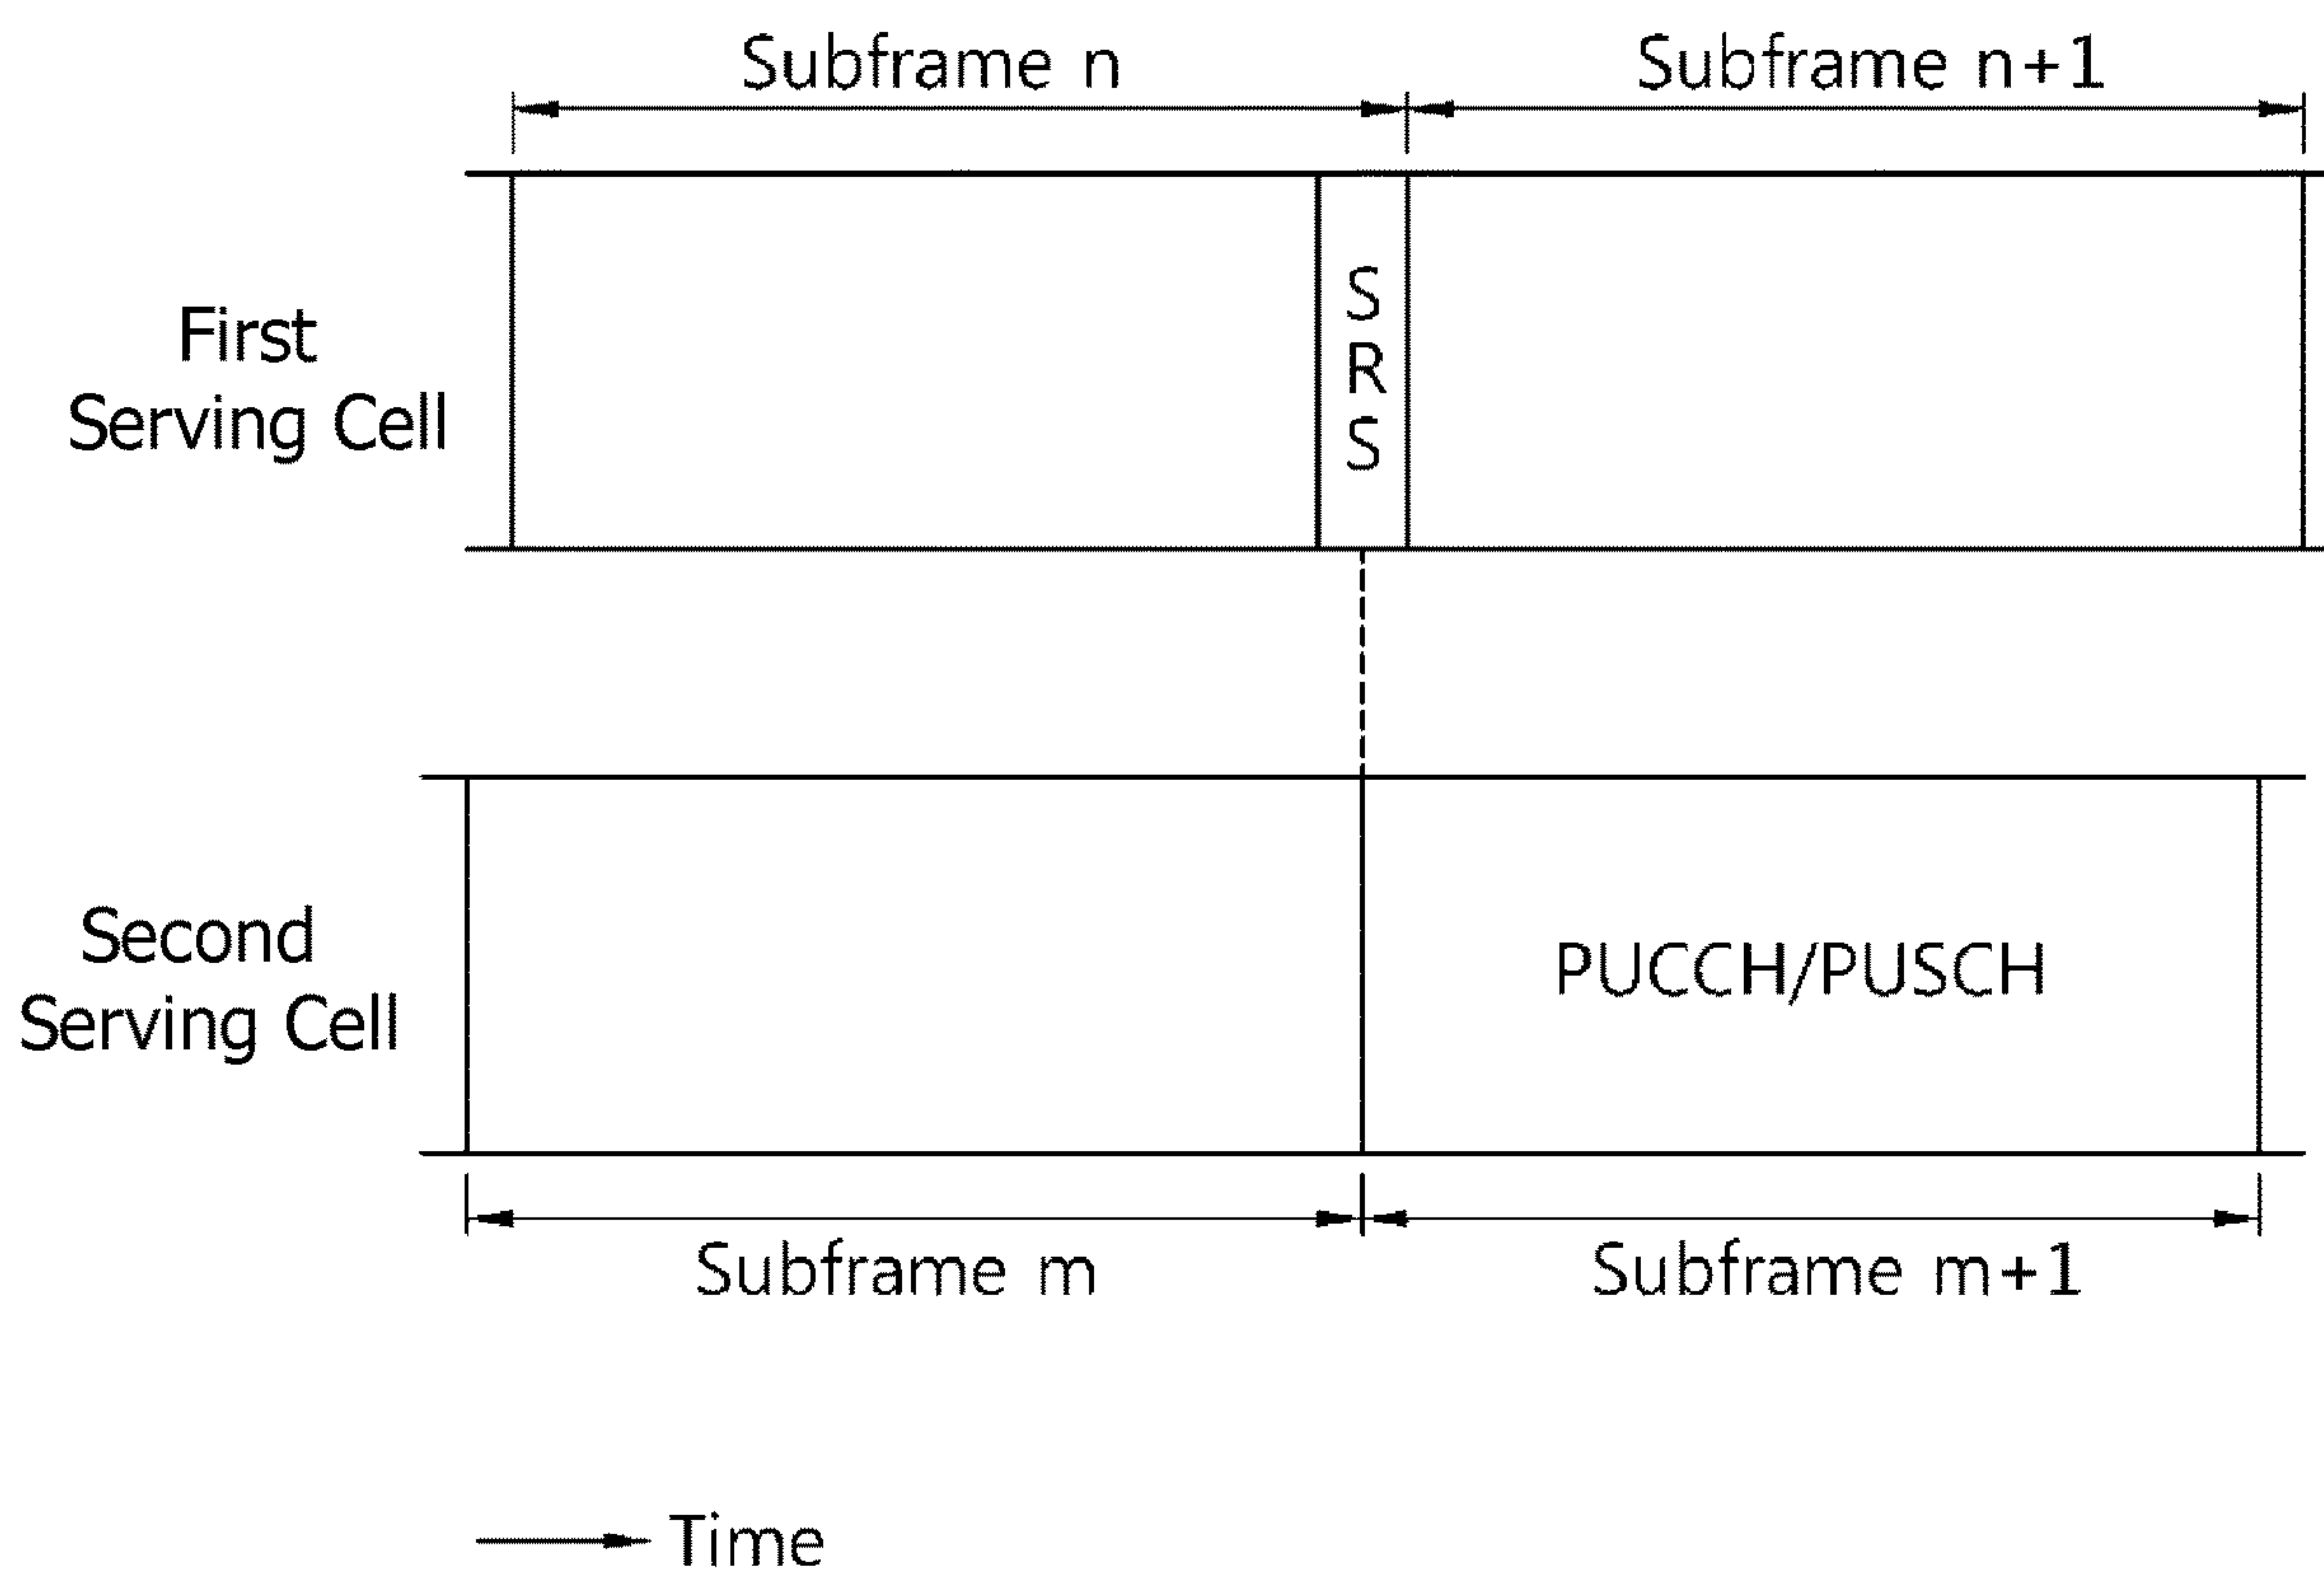 Subframe n
Subframe n+1
First
Serving Cell
S
R
S
Second
Serving Cell
PUCCH/PUSCH
Subframe m
Subframe m+1
Time